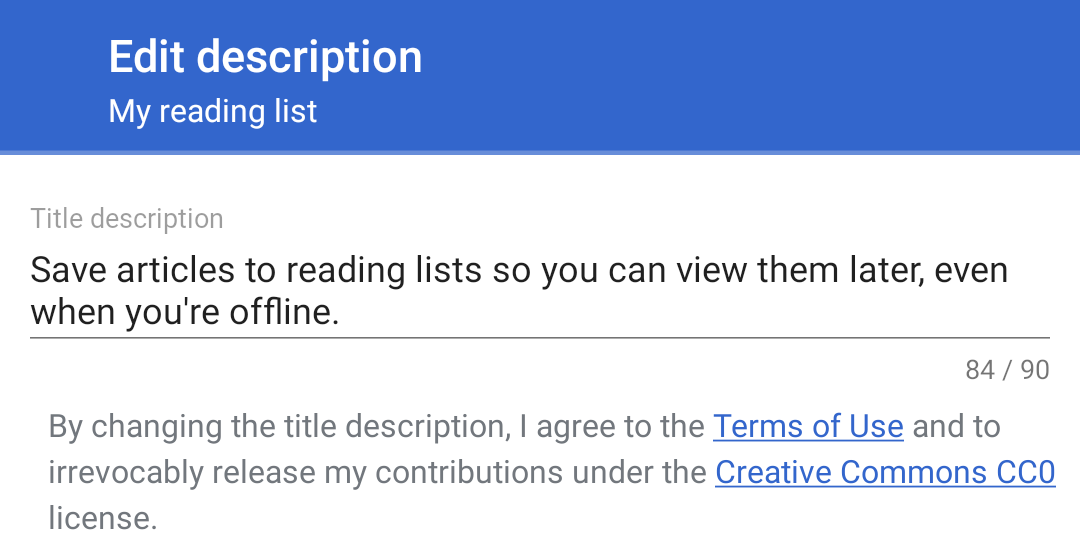 Edit description
My reading list
Title description
Save articles to reading lists so you can view them later, even
when you're offline.
84 / 90
By changing the title description, I agree to the Terms of Use and to
irrevocably release my contributions under the Creative Commons CC0
license.